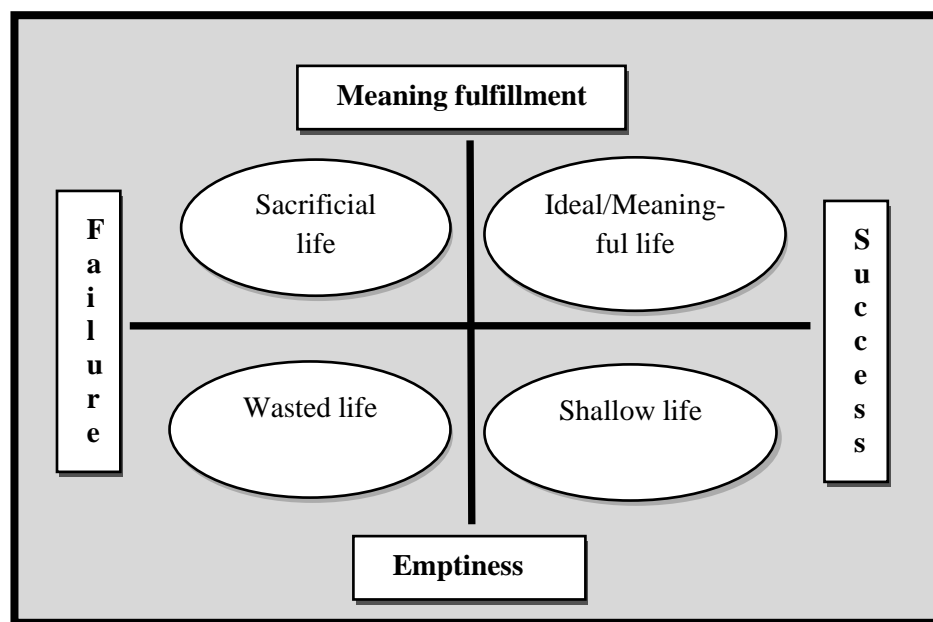 Meaning fulfillment
Sacrificial
life
Ideal/Meaning-
ful life
F
a
i
l
u
r
e
S
u
c
c
e
s
s
Wasted life
Shallow life
Emptiness